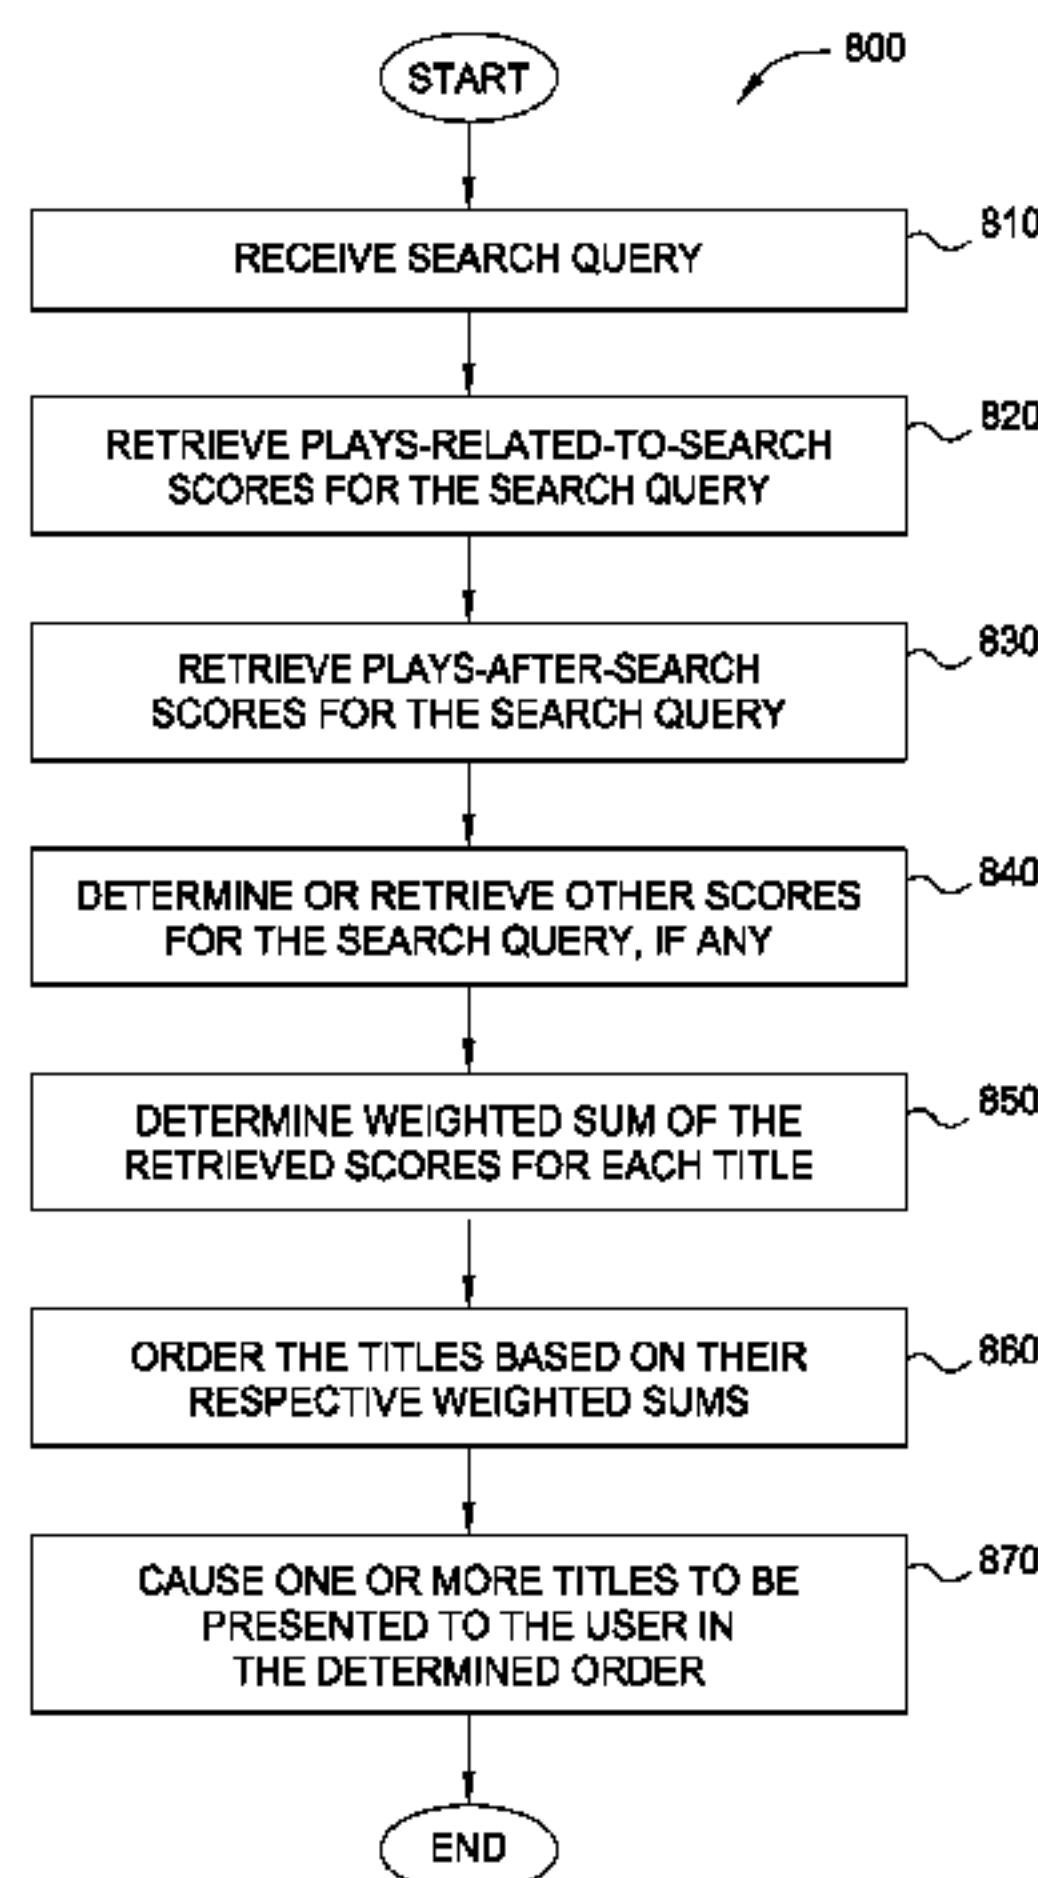 START
800
RECEIVE SEARCH QUERY
810
RETRIEVE PLAYS-RELATED-TO-SEARCH
SCORES FOR THE SEARCH QUERY
820
RETRIEVE PLAYS-AFTER-SEARCH
SCORES FOR THE SEARCH QUERY
830
DETERMINE OR RETRIEVE OTHER SCORES
FOR THE SEARCH QUERY, IF ANY
840
DETERMINE WEIGHTED SUM OF THE
RETRIEVED SCORES FOR EACH TITLE
850
ORDER THE TITLES BASED ON THEIR
RESPECTIVE WEIGHTED SUMS
860
CAUSE ONE OR MORE TITLES TO BE
PRESENTED TO THE USER IN
THE DETERMINED ORDER
870
END